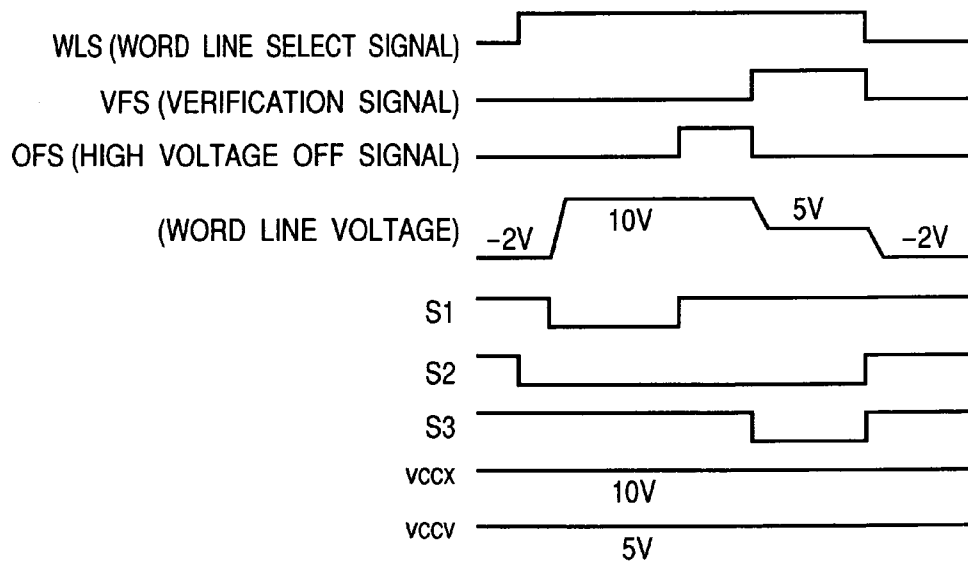 WLS (WORD LINE SELECT SIGNAL)
VFS (VERIFICATION SIGNAL)
OFS (HIGH VOLTAGE OFF SIGNAL)
(WORD LINE VOLTAGE) -2V 10V 5V -2V
S1
S2
S3
VCCX
10V
VCCV
5V